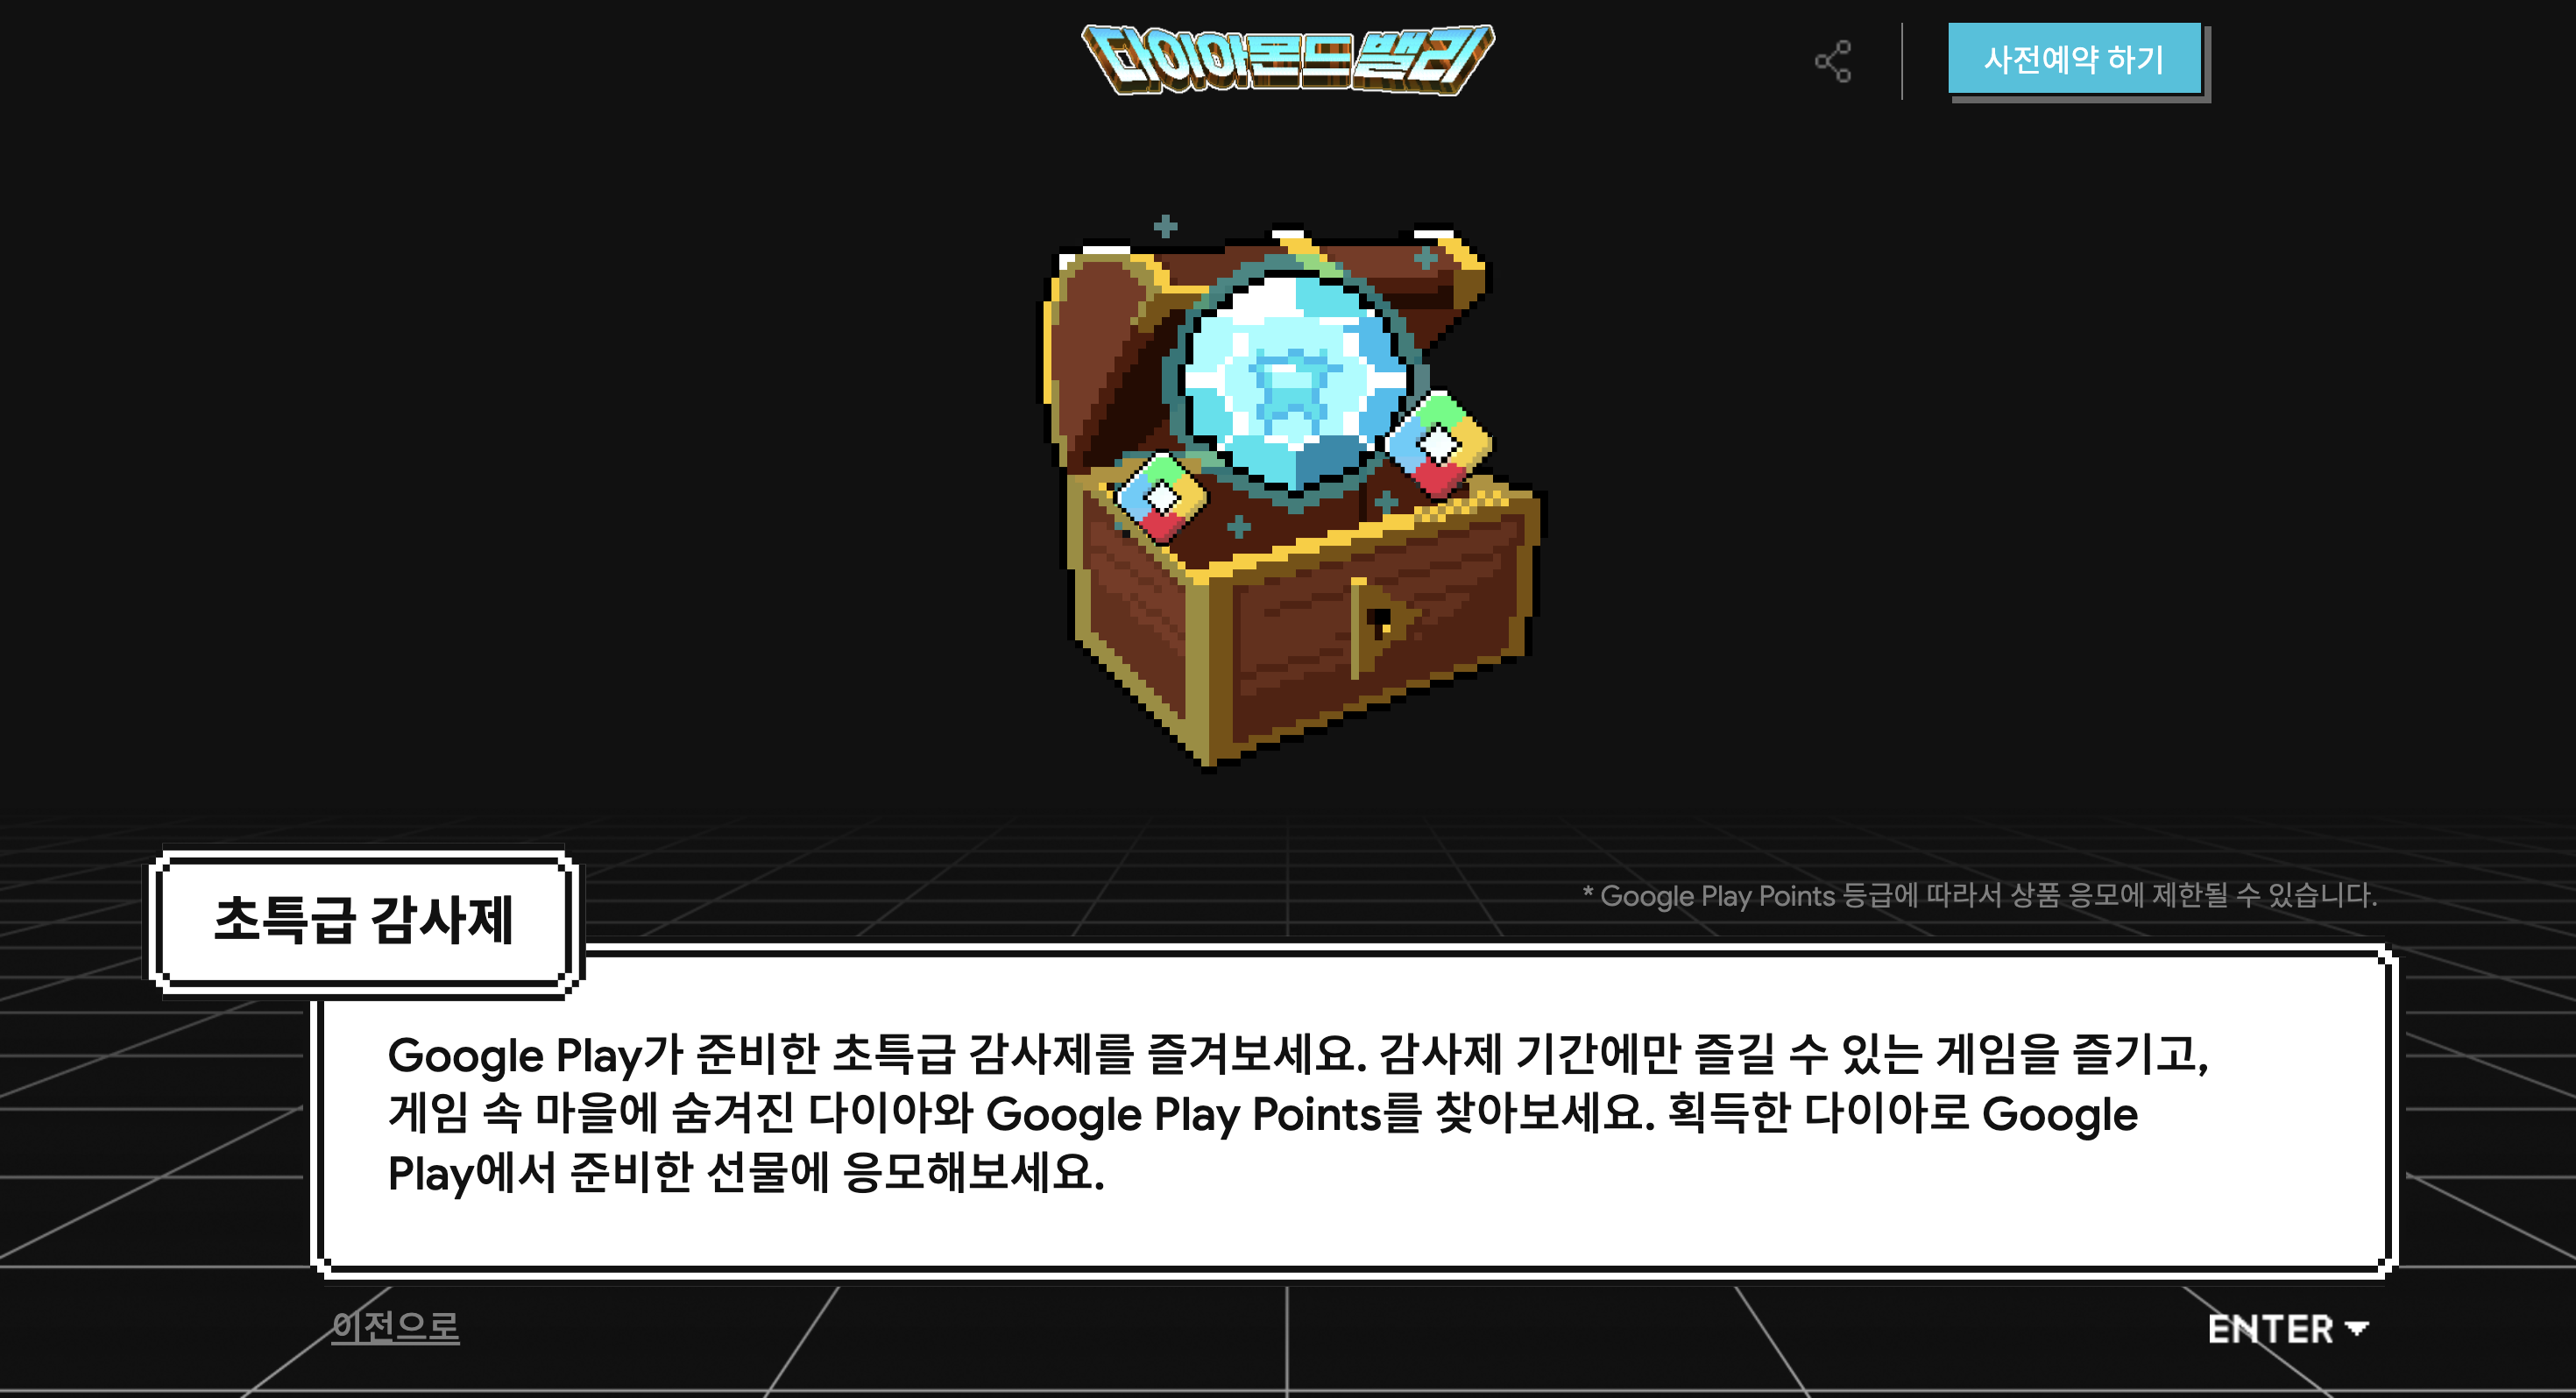 다이아몬드 밸리
사전예약 하기
초특급 감사제
* Google Play Points 등급에 따라서 상품 응모에 제한될 수 있습니다.
Google Play가 준비한 초특급 감사제를 즐겨보세요. 감사제 기간에만 즐길 수 있는 게임을 즐기고,
게임 속 마을에 숨겨진 다이아와 Google Play Points를 찾아보세요. 획득한 다이아로 Google
Play에서 준비한 선물에 응모해보세요.
이전으로
ENTER